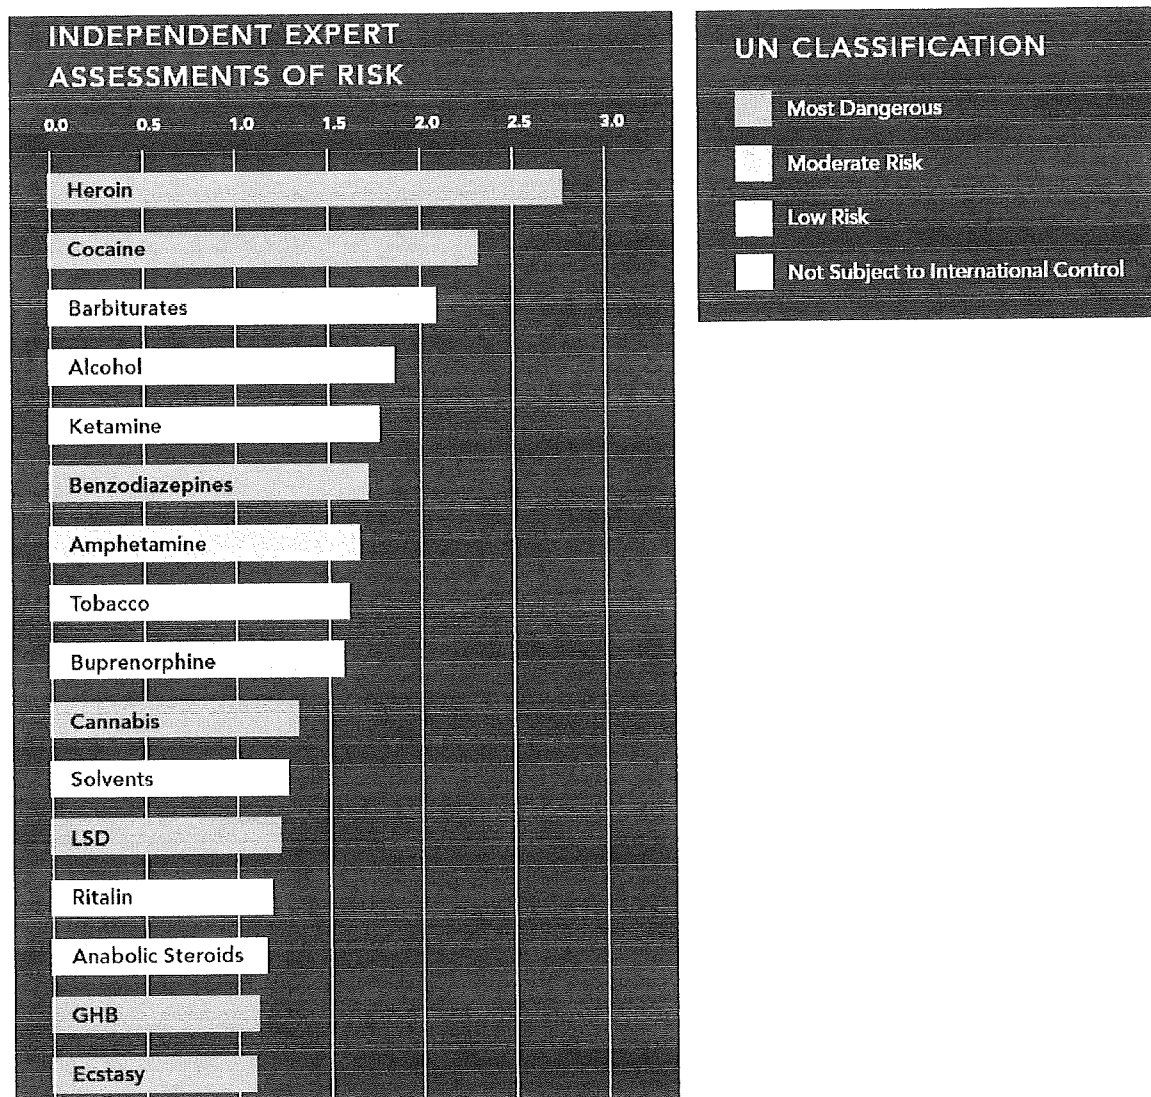 INDEPENDENT EXPERT
ASSESSMENTS OF RISK
0.0 0.5 1.0 1.5 2.0 2.5 3.0
Heroin
Cocaine
Barbiturates
Alcohol
Ketamine
Benzodiazepines
Amphetamine
Tobacco
Buprenorphine
Cannabis
Solvents
LSD
Ritalin
Anabolic Steroids
GHB
Ecstasy
UN CLASSIFICATION
Most Dangerous
Moderate Risk
Low Risk
Not Subject to International Control